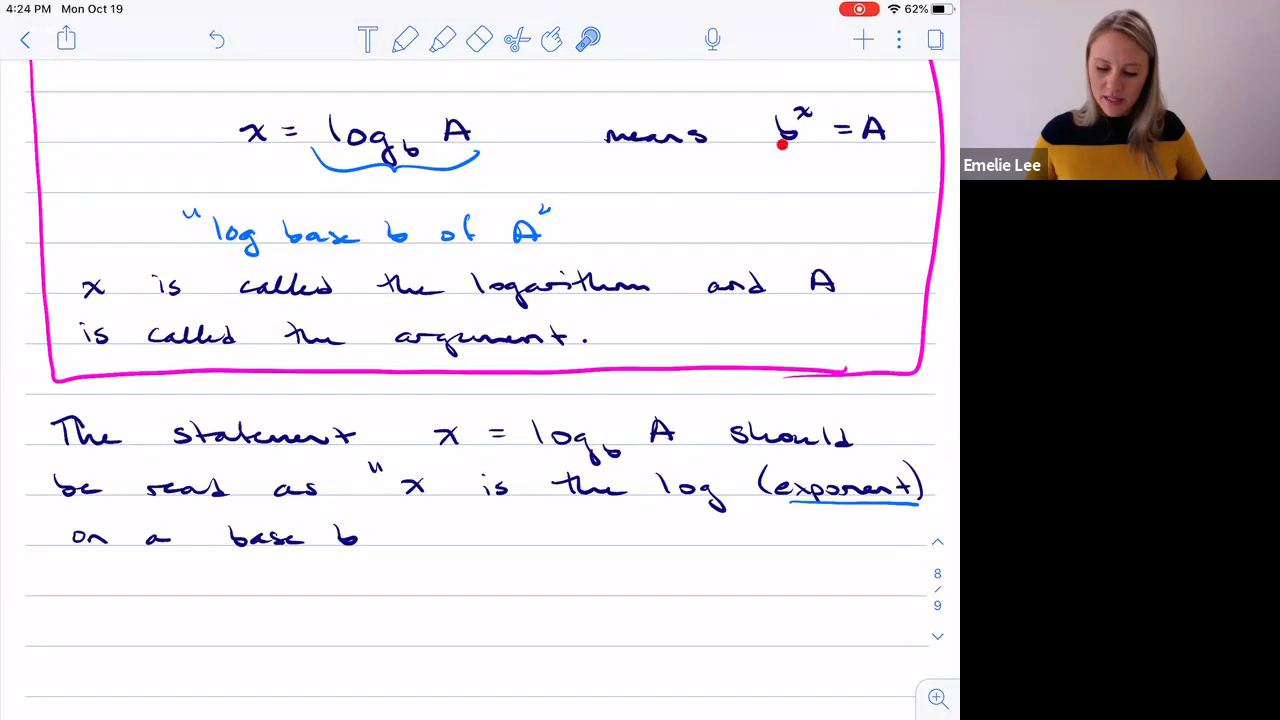 4:24 PM Mon Oct 19
62%
x = log_b A means b^x = A
"log base b of A"
x is called the logarithm and A
is called the argument.
The statement x = log_b A should
be read as "x is the log (exponent)
on a base b
8
/
9
Emelie Lee